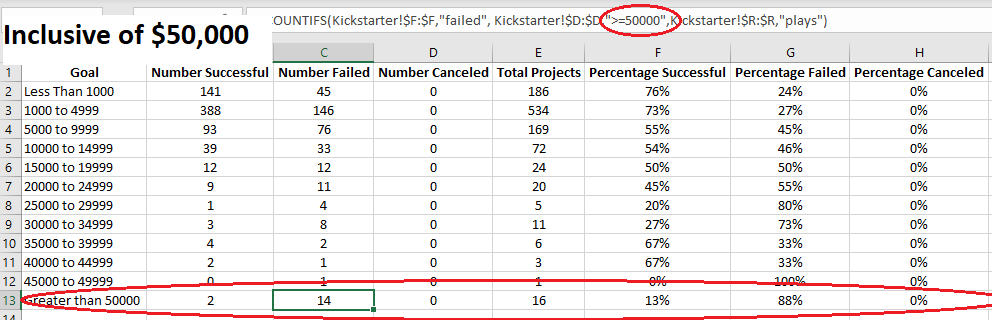 OUNTIFS(Kickstarter!$F:$F,"failed", Kickstarter!$D:$D,">=50000",Kickstarter!$R:$R,"plays")
Inclusive of $50,000
C D E F G H
1 Goal Number Successful Number Failed Number Canceled Total Projects Percentage Successful Percentage Failed Percentage Canceled
2 Less Than 1000 141 45 0 186 76% 24% 0%
3 1000 to 4999 388 146 0 534 73% 27% 0%
4 5000 to 9999 93 76 0 169 55% 45% 0%
5 10000 to 14999 39 33 0 72 54% 46% 0%
6 15000 to 19999 12 12 0 24 50% 50% 0%
7 20000 to 24999 9 11 0 20 45% 55% 0%
8 25000 to 29999 1 4 0 5 20% 80% 0%
9 30000 to 34999 3 8 0 11 27% 73% 0%
10 35000 to 39999 4 2 0 6 67% 33% 0%
11 40000 to 44999 2 1 0 3 67% 33% 0%
12 45000 to 49999 0 1 0 1 0% 100% 0%
13 Greater than 50000 2 14 0 16 13% 88% 0%